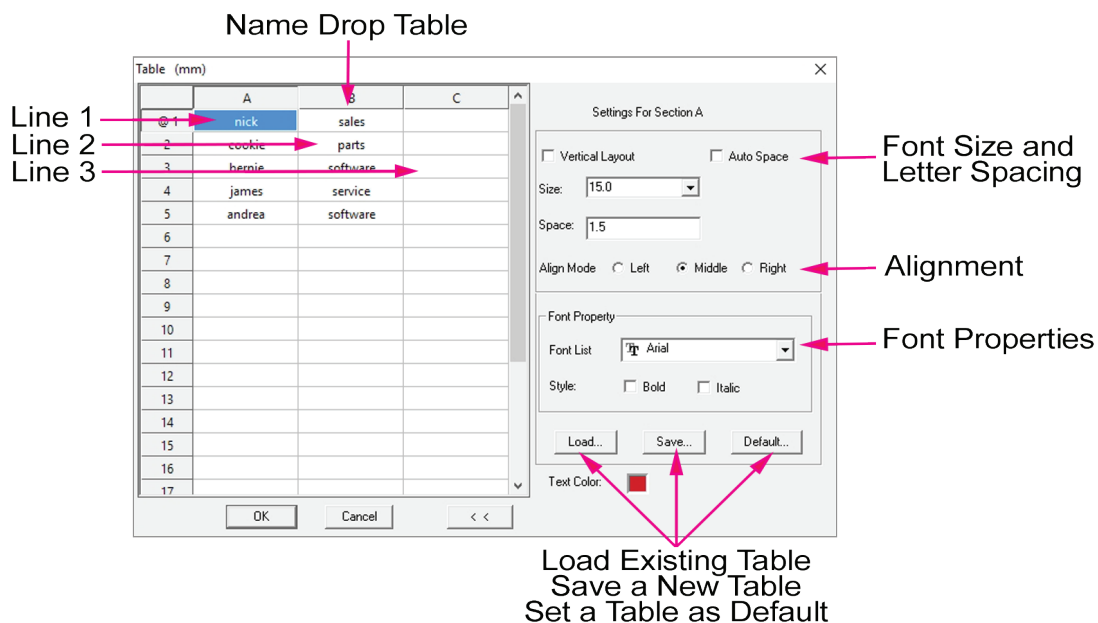 Name Drop Table
Table (mm)
A B C
Line 1
Line 2
Line 3
@ 1 nick sales
2 cookie parts
3 bernie software
4 james service
5 andrea software
6
7
8
9
10
11
12
13
14
15
16
17
Settings For Section A
Vertical Layout Auto Space
Size: 15.0
Space: 1.5
Align Mode Left Middle Right
Font Property
Font List Arial
Style: Bold Italic
Load... Save... Default...
Text Color:
OK Cancel < <
Font Size and
Letter Spacing
Alignment
Font Properties
Load Existing Table
Save a New Table
Set a Table as Default